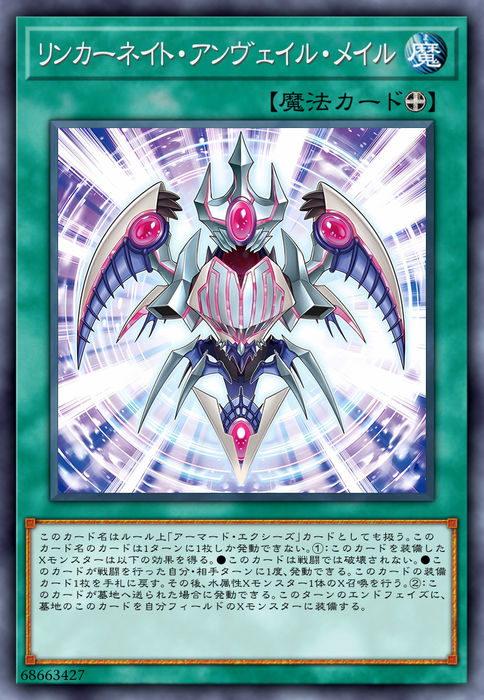 リンカーネイト・アンヴェイル・メイル 魔
【魔法カード】
このカード名はルール上「アーマード・エクシーズ」カードとしても扱う。この
カード名のカードは1ターンに1枚しか発動できない。①:このカードを装備した
Xモンスターは以下の効果を得る。●このカードは戦闘では破壊されない。●こ
のカードが戦闘を行った自分・相手ターンに1度、発動できる。このカードの装備
カード1枚を手札に戻す。その後、水属性Xモンスター1体のX召喚を行う。②:こ
のカードが墓地へ送られた場合に発動できる。このターンのエンドフェイズに、
墓地のこのカードを自分フィールドのXモンスターに装備する。
68663427